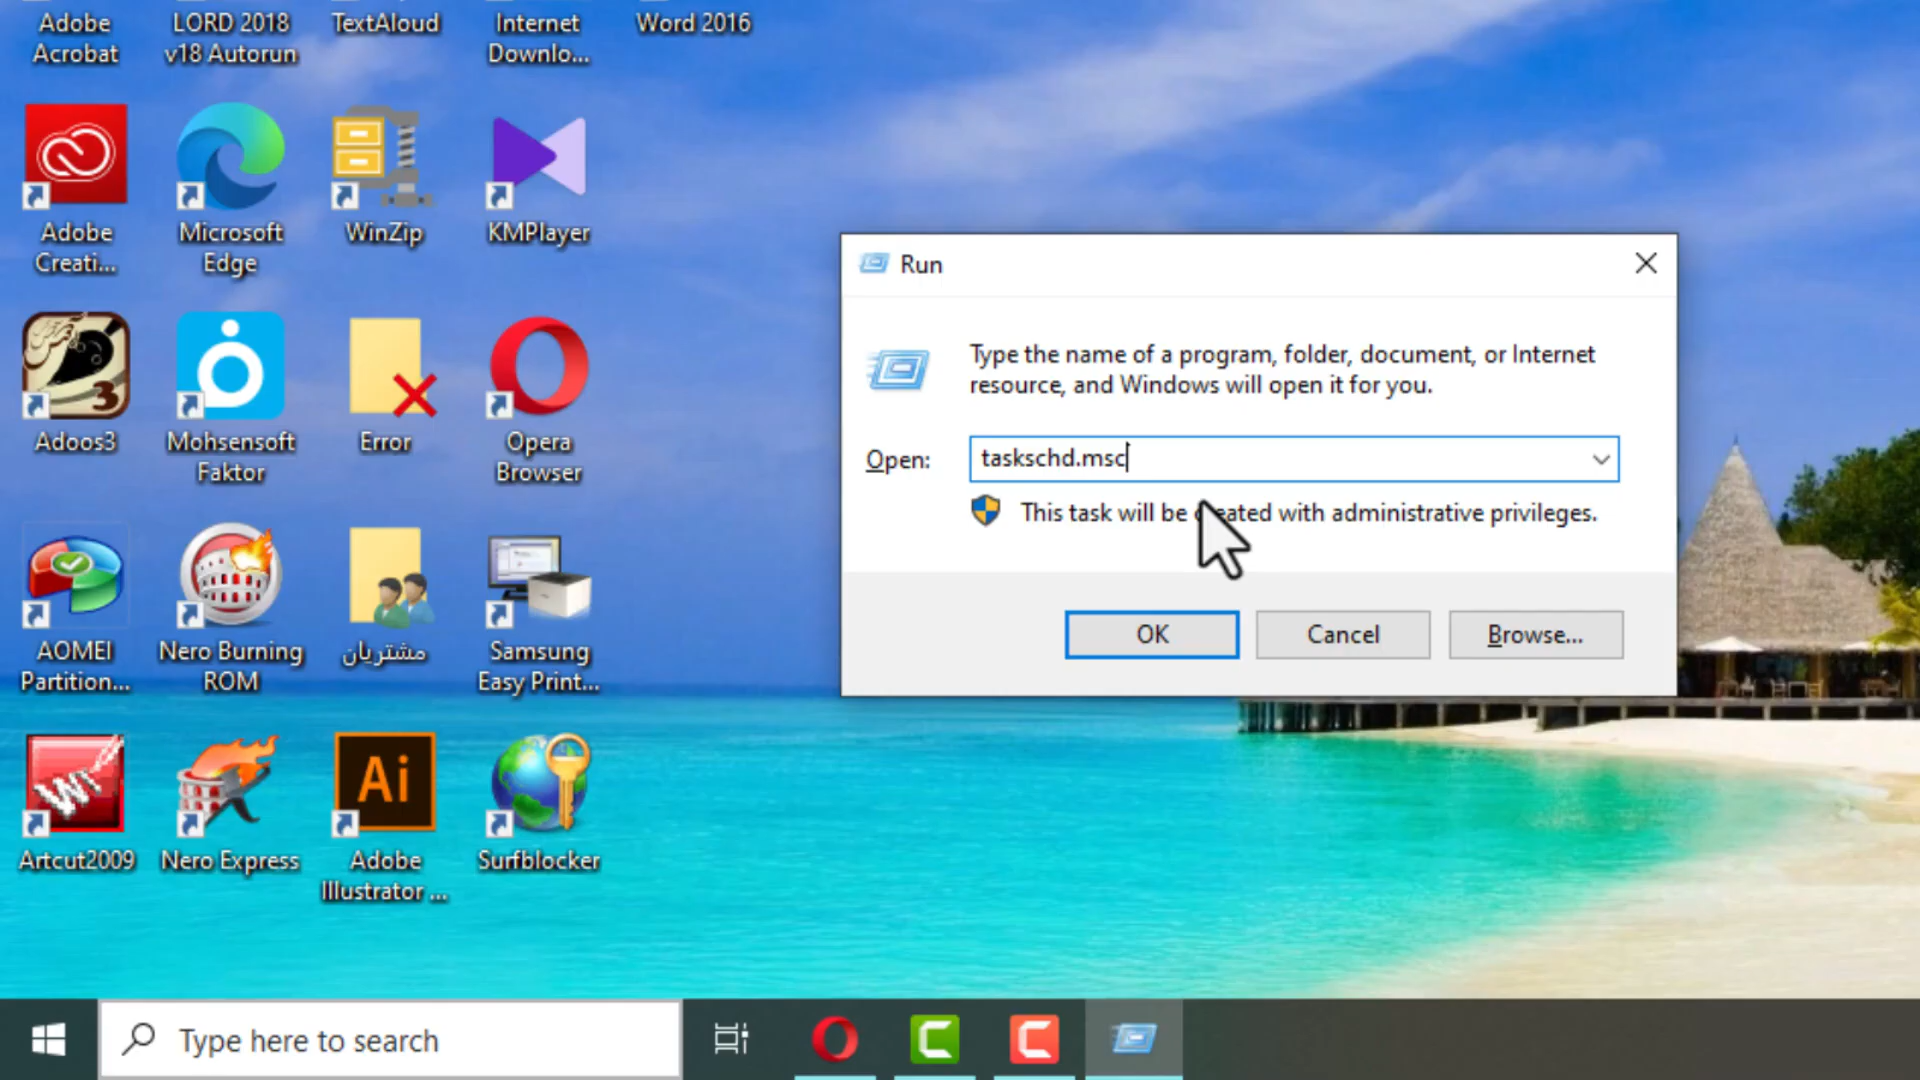 Adobe
Acrobat
LORD 2018
v18 Autorun
TextAloud
Internet
Downlo...
Word 2016
Adobe
Creati...
Microsoft
Edge
WinZip
KMPlayer
Adoos3
Mohsensoft
Faktor
Error
Opera
Browser
AOMEI
Partition...
Nero Burning
ROM
مشتریان
Samsung
Easy Print...
Artcut2009
Nero Express
Ai
Adobe
Illustrator ...
Surfblocker
Run
Type the name of a program, folder, document, or Internet
resource, and Windows will open it for you.
Open:
taskschd.msc
This task will be created with administrative privileges.
OK
Cancel
Browse...
Type here to search